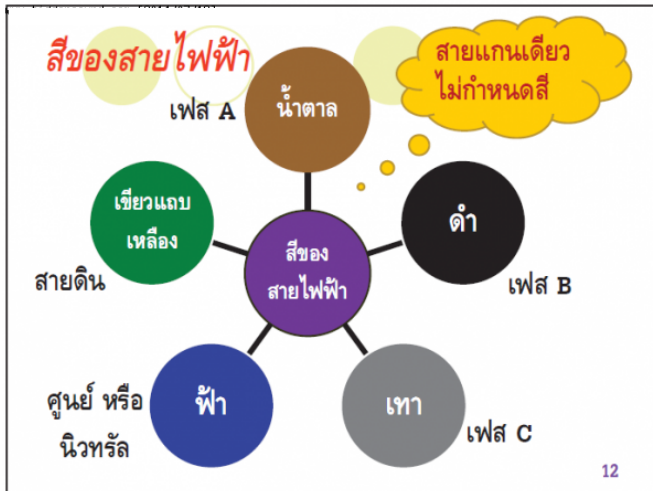 สีของสายไฟฟ้า
สายแกนเดียว
ไม่กำหนดสี
น้ำตาล
เฟส A
ดำ
เฟส B
เทา
เฟส C
ฟ้า
ศูนย์ หรือ
นิวทรัล
เขียวแถบ
เหลือง
สายดิน
สีของ
สายไฟฟ้า
12